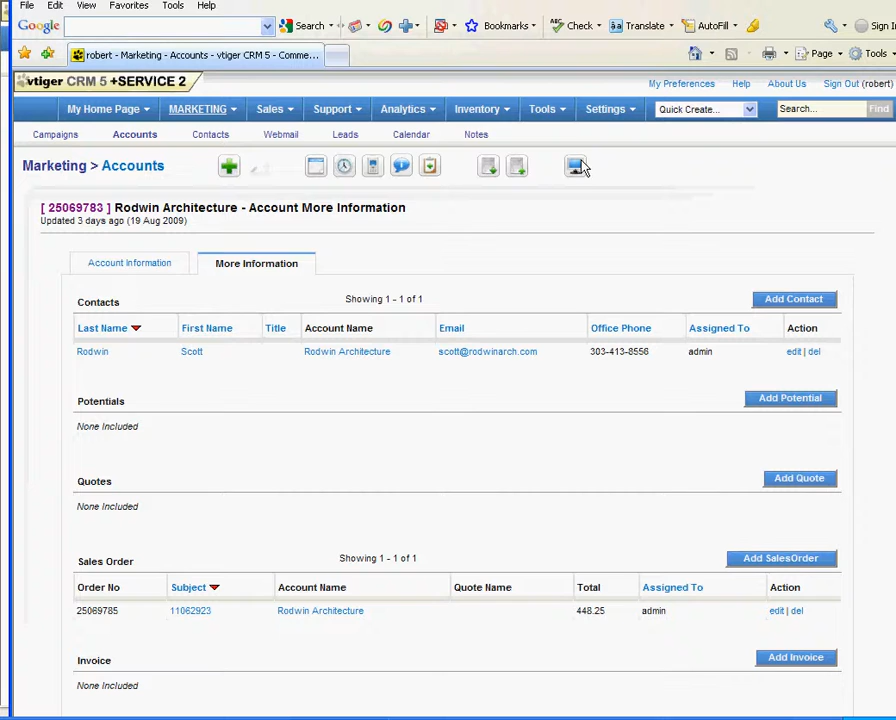 File Edit View Favorites Tools Help
Google Search Bookmarks Check Translate AutoFill Sign In
robert - Marketing - Accounts - vtiger CRM 5 - Comme... Page Tools
vtiger CRM 5 +SERVICE 2
My Preferences Help About Us Sign Out (robert)
My Home Page MARKETING Sales Support Analytics Inventory Tools Settings Quick Create... Search... Find
Campaigns Accounts Contacts Webmail Leads Calendar Notes
Marketing > Accounts
[ 25069783 ] Rodwin Architecture - Account More Information
Updated 3 days ago (19 Aug 2009)
Account Information More Information
Contacts Showing 1 - 1 of 1 Add Contact
Last Name First Name Title Account Name Email Office Phone Assigned To Action
Rodwin Scott Rodwin Architecture scott@rodwinarch.com 303-413-8556 admin edit | del
Potentials Add Potential
None Included
Quotes Add Quote
None Included
Sales Order Showing 1 - 1 of 1 Add SalesOrder
Order No Subject Account Name Quote Name Total Assigned To Action
25069785 11062923 Rodwin Architecture 448.25 admin edit | del
Invoice Add Invoice
None Included